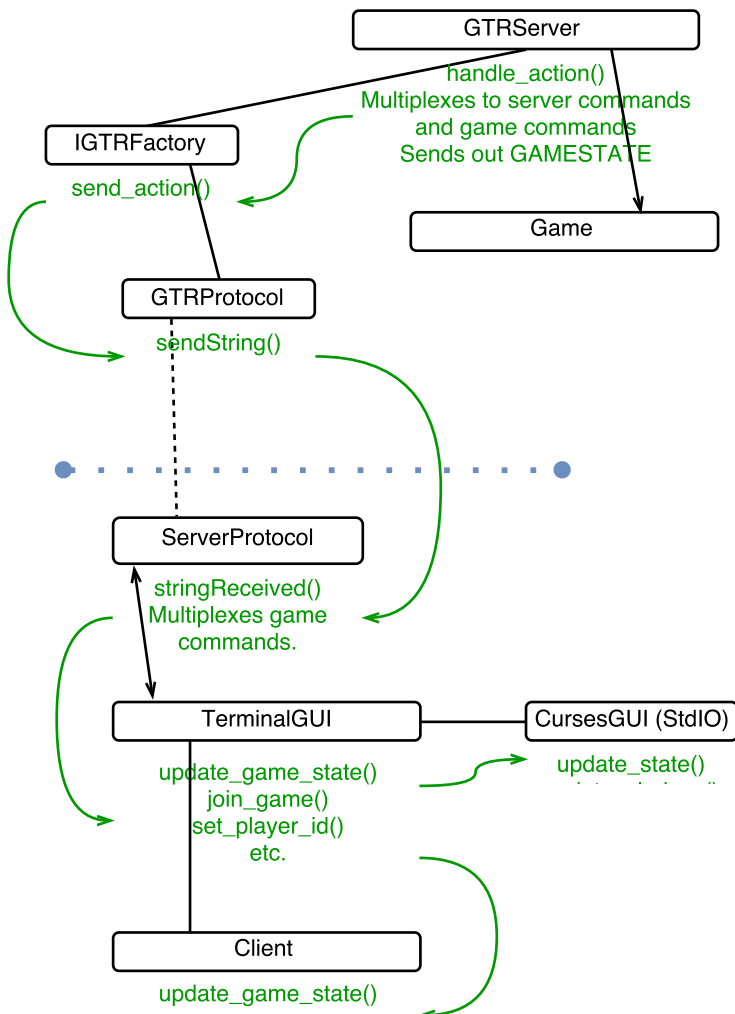 GTRServer
handle_action()
Multiplexes to server commands
and game commands
Sends out GAMESTATE
IGTRFactory
send_action()
Game
GTRProtocol
sendString()
ServerProtocol
stringReceived()
Multiplexes game
commands.
TerminalGUI
CursesGUI (StdIO)
update_game_state()
join_game()
set_player_id()
etc.
update_state()
Client
update_game_state()